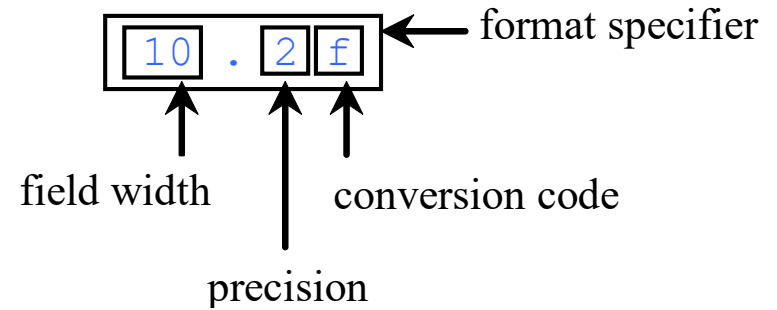 10 . 2 f format specifier
field width conversion code
precision